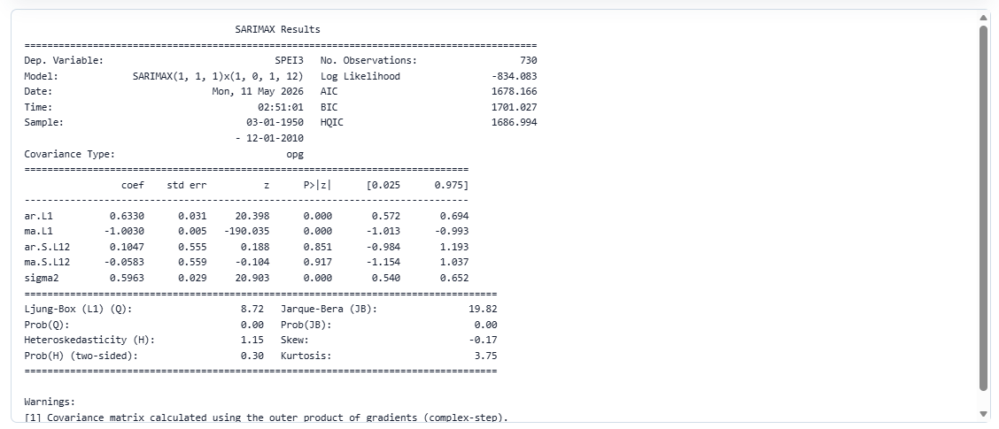 SARIMAX Results
==========================================================================================
Dep. Variable: SPEI3 No. Observations: 730
Model: SARIMAX(1, 1, 1)x(1, 0, 1, 12) Log Likelihood -834.083
Date: Mon, 11 May 2026 AIC 1678.166
Time: 02:51:01 BIC 1701.027
Sample: 03-01-1950 HQIC 1686.994
- 12-01-2010
Covariance Type: opg
==============================================================================
coef std err z P>|z| [0.025 0.975]
------------------------------------------------------------------------------
ar.L1 0.6330 0.031 20.398 0.000 0.572 0.694
ma.L1 -1.0030 0.005 -190.035 0.000 -1.013 -0.993
ar.S.L12 0.1047 0.555 0.188 0.851 -0.984 1.193
ma.S.L12 -0.0583 0.559 -0.104 0.917 -1.154 1.037
sigma2 0.5963 0.029 20.903 0.000 0.540 0.652
===================================================================================
Ljung-Box (L1) (Q): 8.72 Jarque-Bera (JB): 19.82
Prob(Q): 0.00 Prob(JB): 0.00
Heteroskedasticity (H): 1.15 Skew: -0.17
Prob(H) (two-sided): 0.30 Kurtosis: 3.75
===================================================================================
Warnings:
[1] Covariance matrix calculated using the outer product of gradients (complex-step).